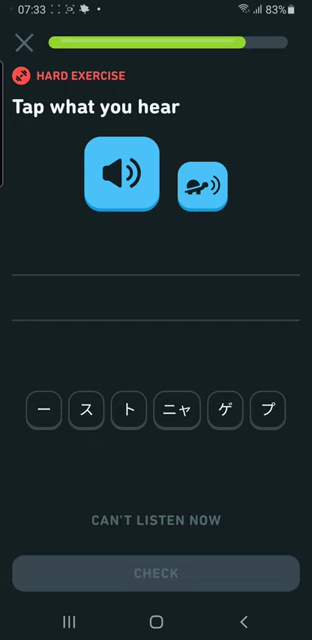 07:33
83%
HARD EXERCISE
Tap what you hear
ー ス ト ニャ ゲ プ
CAN'T LISTEN NOW
CHECK